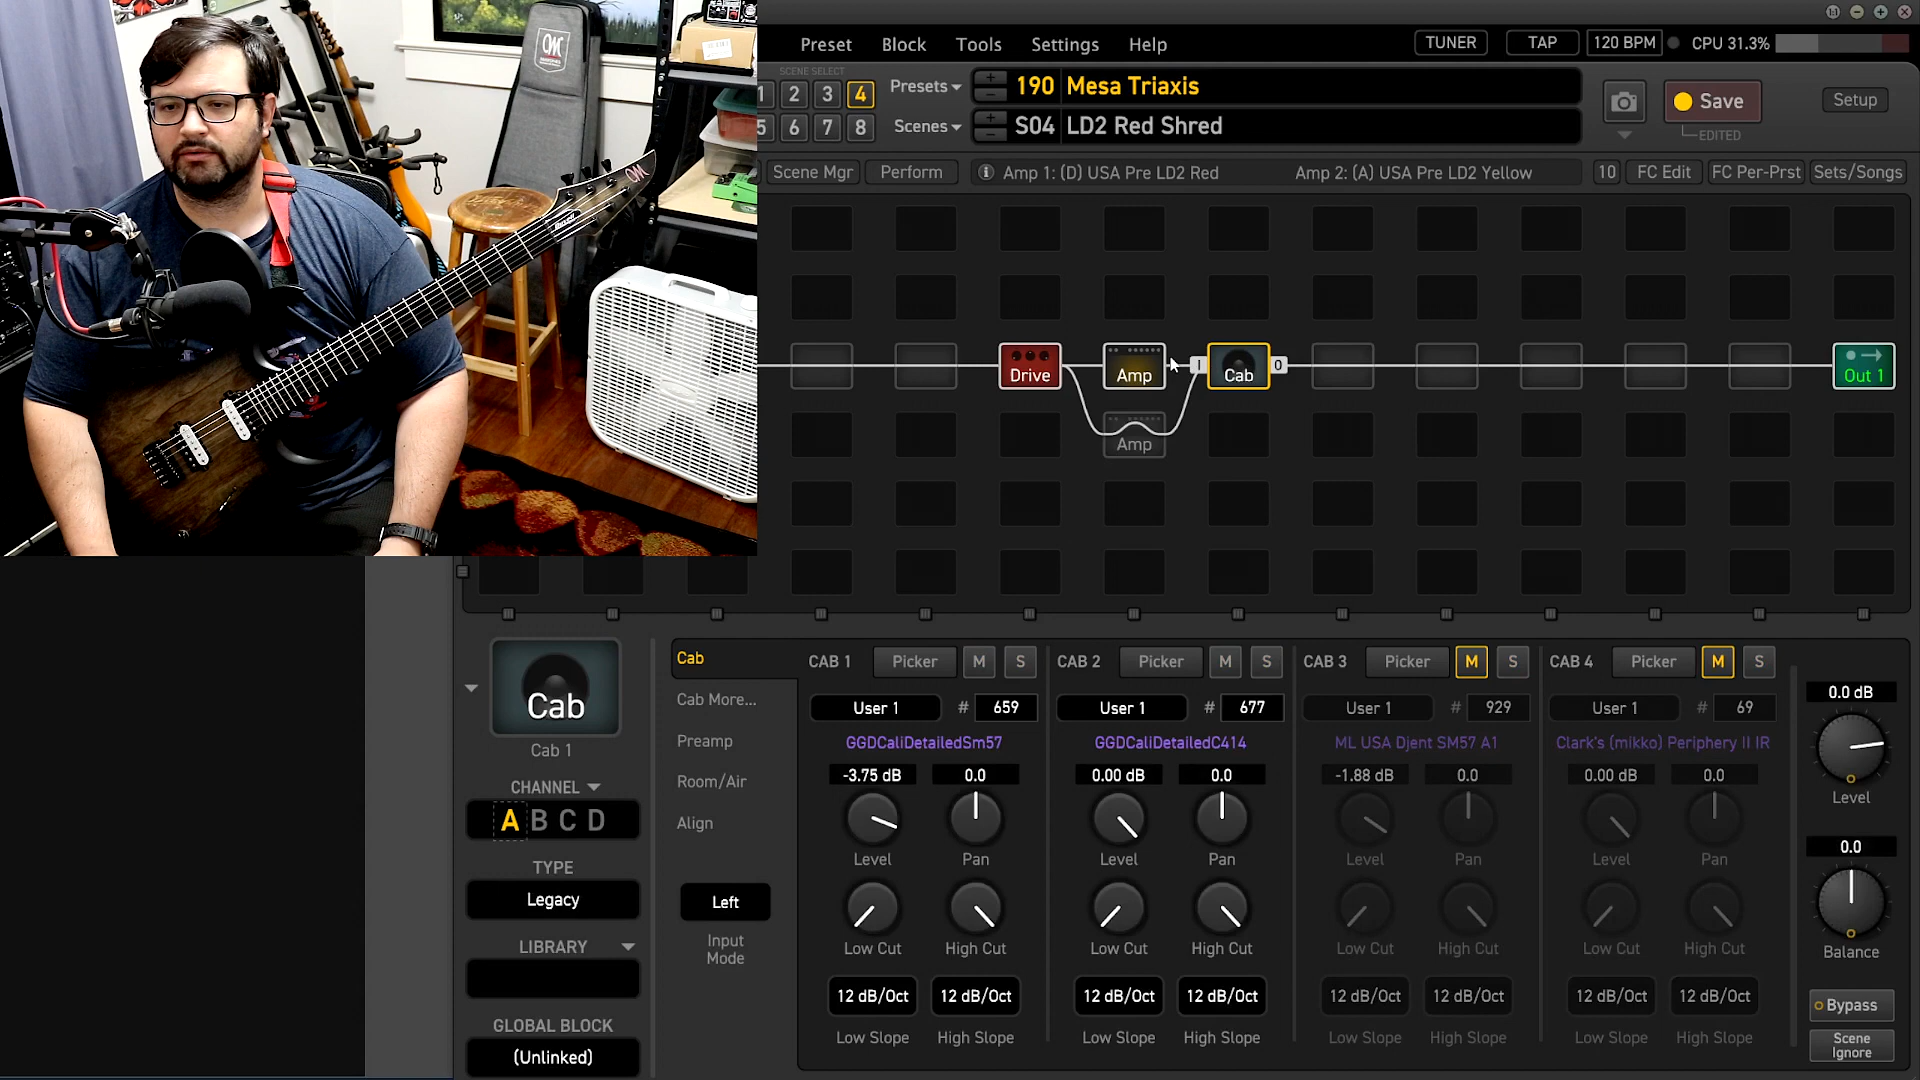 Preset Block Tools Settings Help
TUNER TAP 120 BPM CPU 31.3%
SCENE SELECT
1 2 3 4
5 6 7 8
Presets
Scenes
190 Mesa Triaxis
S04 LD2 Red Shred
Save
EDITED
Setup
Scene Mgr Perform
Amp 1: (D) USA Pre LD2 Red
Amp 2: (A) USA Pre LD2 Yellow
10 FC Edit FC Per-Prst Sets/Songs
Drive Amp I Cab O Out 1
Amp
Cab
Cab 1
CHANNEL
A B C D
TYPE
Legacy
LIBRARY
GLOBAL BLOCK
(Unlinked)
Cab
Cab More...
Preamp
Room/Air
Align
Left
Input
Mode
CAB 1 Picker M S
User 1 # 659
GGDCaliDetailedSm57
-3.75 dB 0.0
Level Pan
Low Cut High Cut
12 dB/Oct 12 dB/Oct
Low Slope High Slope
CAB 2 Picker M S
User 1 # 677
GGDCaliDetailedC414
0.00 dB 0.0
Level Pan
Low Cut High Cut
12 dB/Oct 12 dB/Oct
Low Slope High Slope
CAB 3 Picker M S
User 1 # 929
ML USA Djent SM57 A1
-1.88 dB 0.0
Level Pan
Low Cut High Cut
12 dB/Oct 12 dB/Oct
Low Slope High Slope
CAB 4 Picker M S
User 1 # 69
Clark's (mikko) Periphery II IR
0.00 dB 0.0
Level Pan
Low Cut High Cut
12 dB/Oct 12 dB/Oct
Low Slope High Slope
0.0 dB
Level
0.0
Balance
Bypass
Scene
Ignore